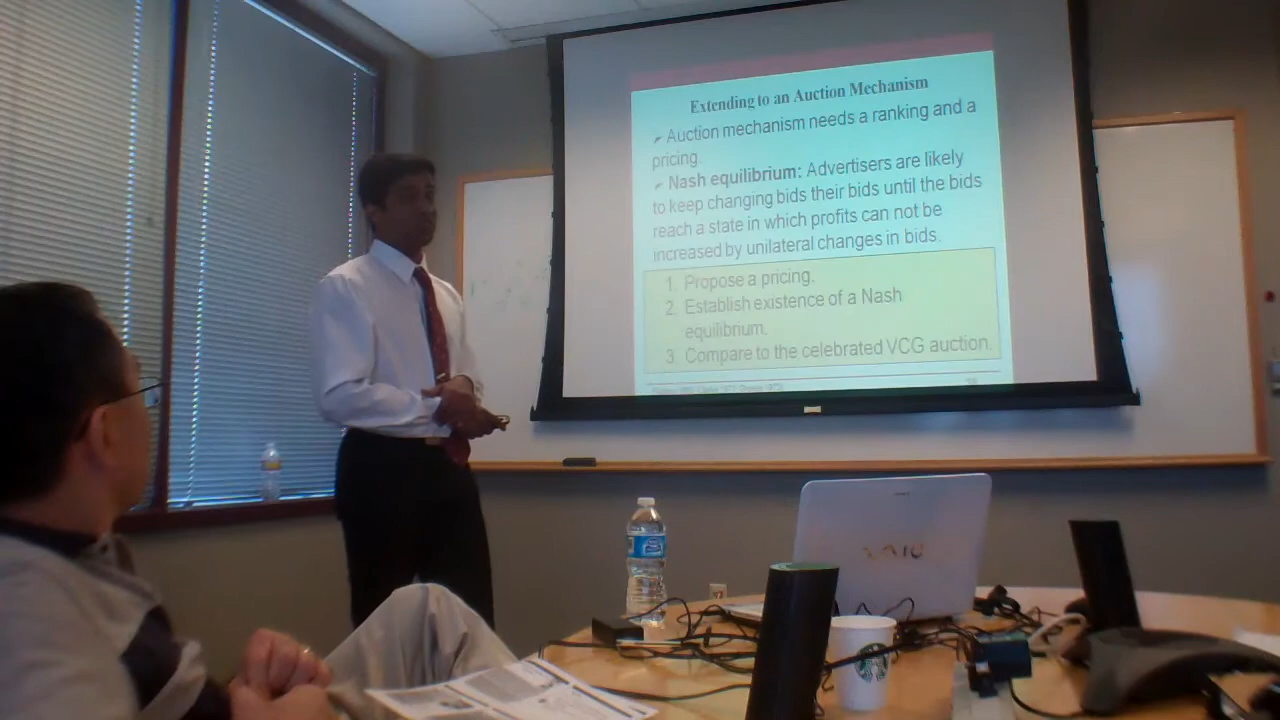 Extending to an Auction Mechanism
Auction mechanism needs a ranking and a
pricing.
Nash equilibrium: Advertisers are likely
to keep changing bids their bids until the bids
reach a state in which profits can not be
increased by unilateral changes in bids.
1. Propose a pricing.
2. Establish existence of a Nash
equilibrium.
3 Compare to the celebrated VCG auction.
VAIO